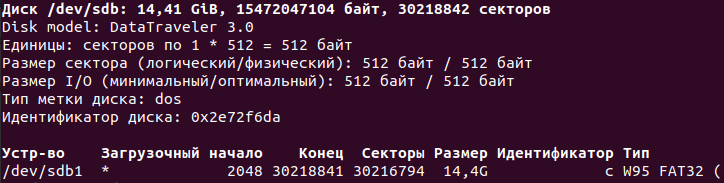 Диск /dev/sdb: 14,41 GiB, 15472047104 байт, 30218842 секторов
Disk model: DataTraveler 3.0
Единицы: секторов по 1 * 512 = 512 байт
Размер сектора (логический/физический): 512 байт / 512 байт
Размер I/O (минимальный/оптимальный): 512 байт / 512 байт
Тип метки диска: dos
Идентификатор диска: 0x2e72f6da
Устр-во Загрузочный начало Конец Секторы Размер Идентификатор Тип
/dev/sdb1 * 2048 30218841 30216794 14,4G c W95 FAT32 (